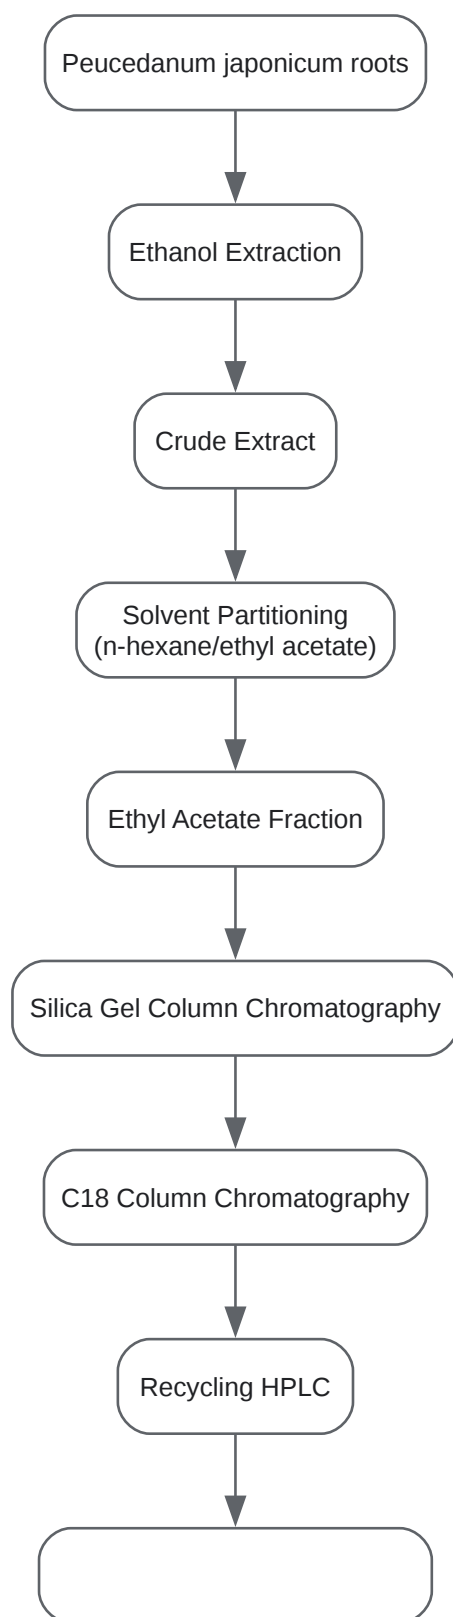 Peucedanum japonicum roots
Ethanol Extraction
Crude Extract
Solvent Partitioning
(n-hexane/ethyl acetate)
Ethyl Acetate Fraction
Silica Gel Column Chromatography
C18 Column Chromatography
Recycling HPLC